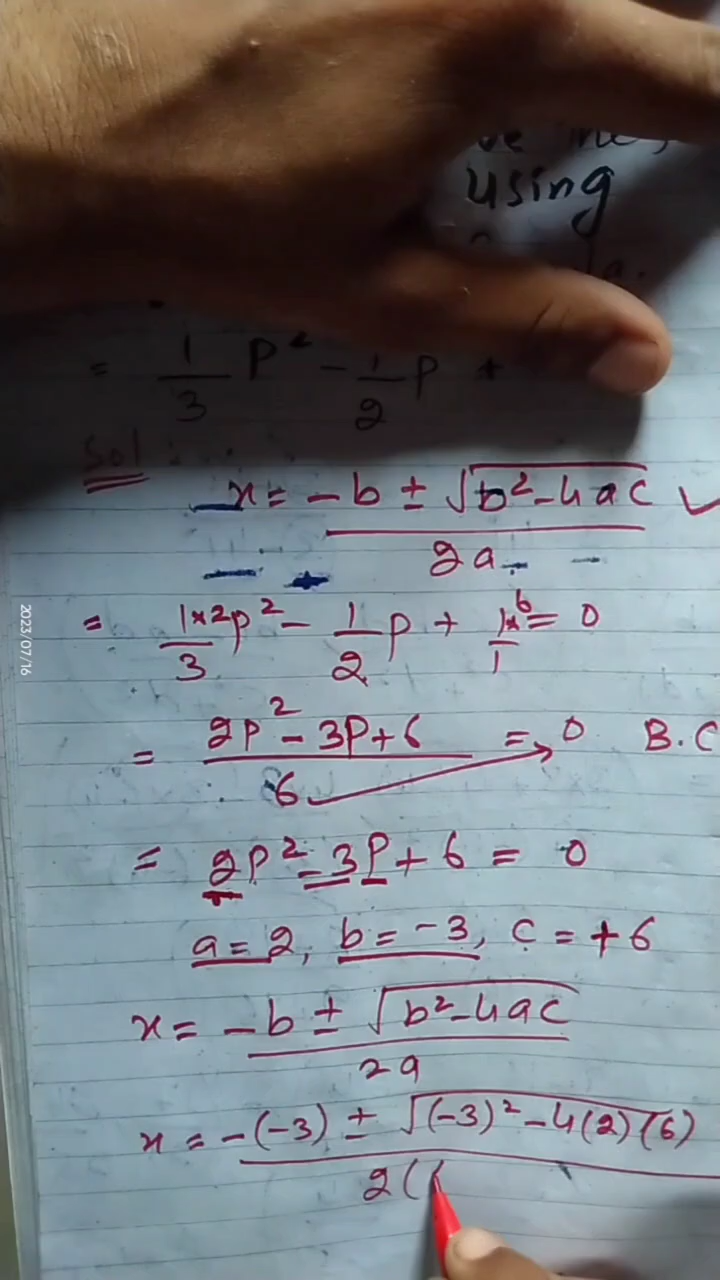 using
= 1/3 P² - 1/2 P +
Sol :
x = -b ± √b²-4ac / 2a
= 1×2/3 p² - 1/2 p + 1×6/1 = 0
= 2p² - 3p + 6 / 6 = 0 B.C
= 2p² - 3p + 6 = 0
a = 2, b = -3, c = +6
x = -b ± √b²-4ac / 2a
x = -(-3) ± √(-3)² - 4(2)(6) / 2(
2023/07/16